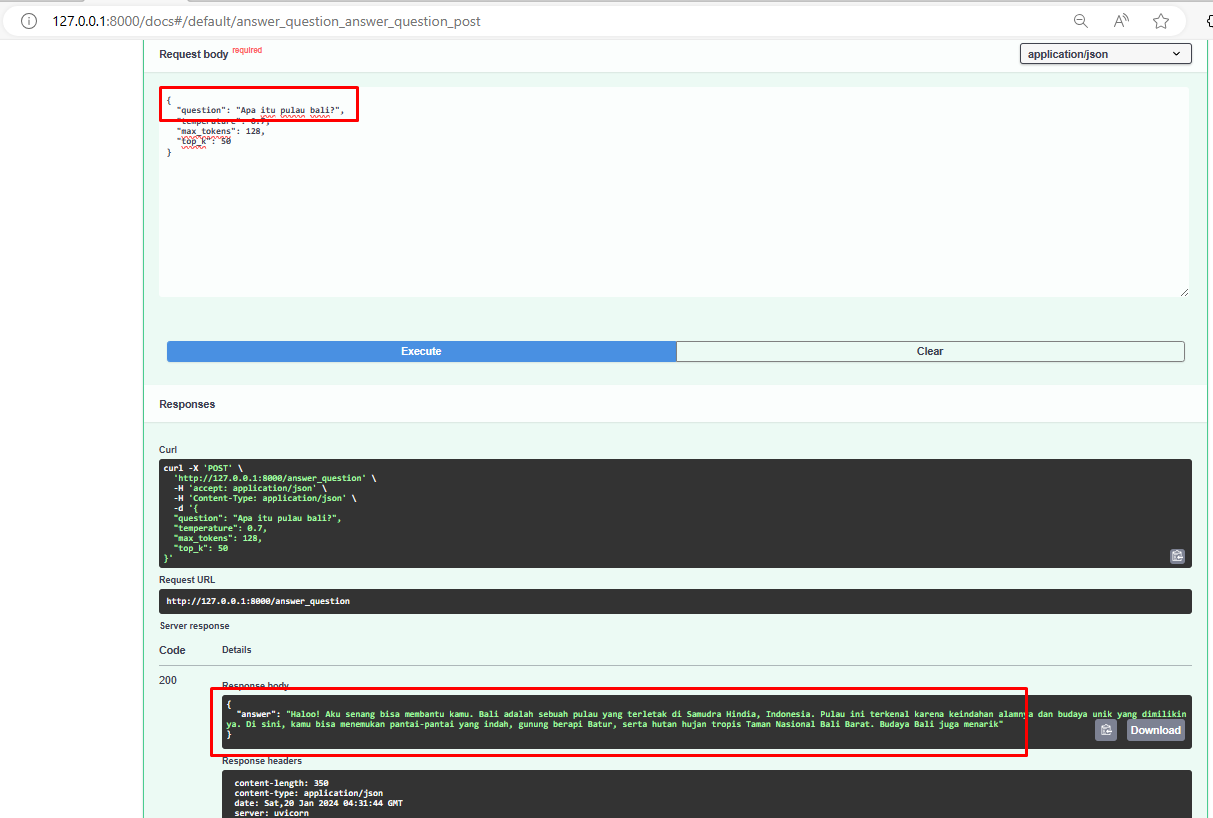 127.0.0.1:8000/docs#/default/answer_question_answer_question_post
Request body required
application/json
{
"question": "Apa itu pulau bali?",
"temperature": 0.7,
"max_tokens": 128,
"top_k": 50
}
Execute
Clear
Responses
Curl
curl -X 'POST' \
'http://127.0.0.1:8000/answer_question' \
-H 'accept: application/json' \
-H 'Content-Type: application/json' \
-d '{
"question": "Apa itu pulau bali?",
"temperature": 0.7,
"max_tokens": 128,
"top_k": 50
}'
Request URL
http://127.0.0.1:8000/answer_question
Server response
Code
Details
200
Response body
{
"answer": "Haloo! Aku senang bisa membantu kamu. Bali adalah sebuah pulau yang terletak di Samudra Hindia, Indonesia. Pulau ini terkenal karena keindahan alamnya dan budaya unik yang dimilikin
ya. Di sini, kamu bisa menemukan pantai-pantai yang indah, gunung berapi Batur, serta hutan hujan tropis Taman Nasional Bali Barat. Budaya Bali juga menarik"
}
Download
Response headers
content-length: 350
content-type: application/json
date: Sat,20 Jan 2024 04:31:44 GMT
server: uvicorn